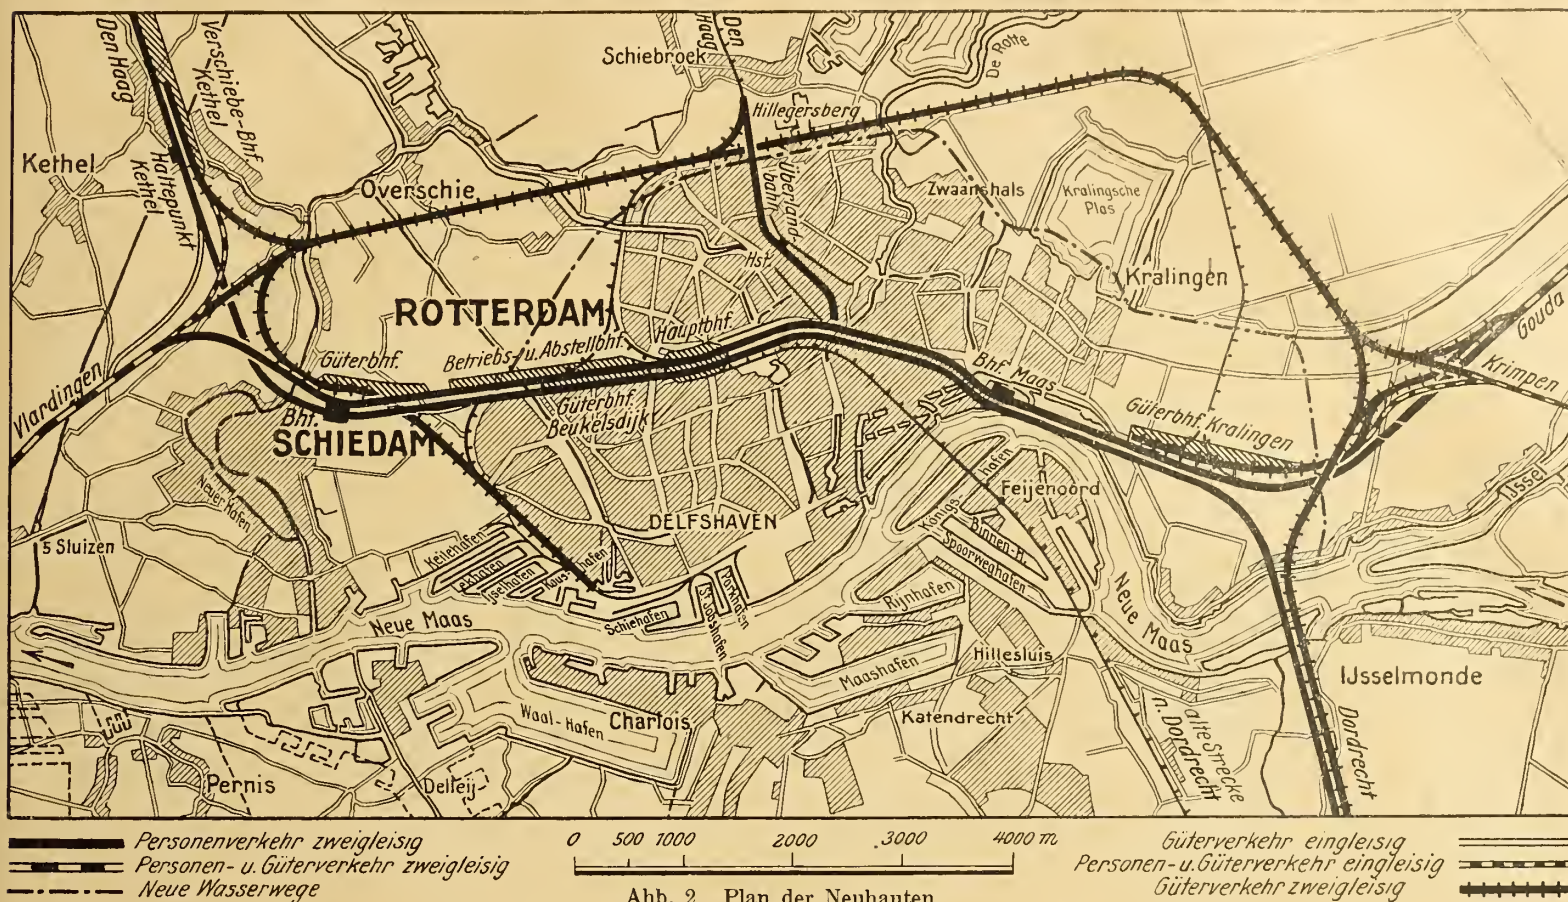 Den Haag
Verschiebe-Bhf.
Kethel
Kethel
Haltepunkt
Kethel
Schiebroek
Den
Haag
De Rotte
Hillegersberg
Overschie
Überland-
bahn
Hst.
Zwaanshals
Kralingsche
Plas
Kralingen
ROTTERDAM
Hauptbhf.
Betriebs- u. Abstellbhf.
Güterbhf.
Güterbhf.
Beukelsdijk
Bhf.
SCHIEDAM
Vlardingen
Bhf Maas
Güterbhf. Kralingen
Gouda
Krimpen
IJssel
Neuer-Hafen
5 Sluizen
DELFSHAVEN
Keilehafen
Lekhafen
IJselhafen
Schiehafen
St. Jobshafen
Parkhafen
Königshafen
Binnen-H.
Spoorweghafen
Feijenoord
Rijnhafen
Maashafen
Hillesluis
Katendrecht
Neue Maas
Neue Maas
Waal-Hafen
Charlois
Pernis
IJsselmonde
alte Strecke
n. Dordrecht
Dordrecht
Personenverkehr zweigleisig
Personen- u. Güterverkehr zweigleisig
Neue Wasserwege
0 500 1000 2000 3000 4000 m
Abb. 2 Plan der Neubauten
Güterverkehr eingleisig
Personen- u. Güterverkehr eingleisig
Güterverkehr zweigleisig